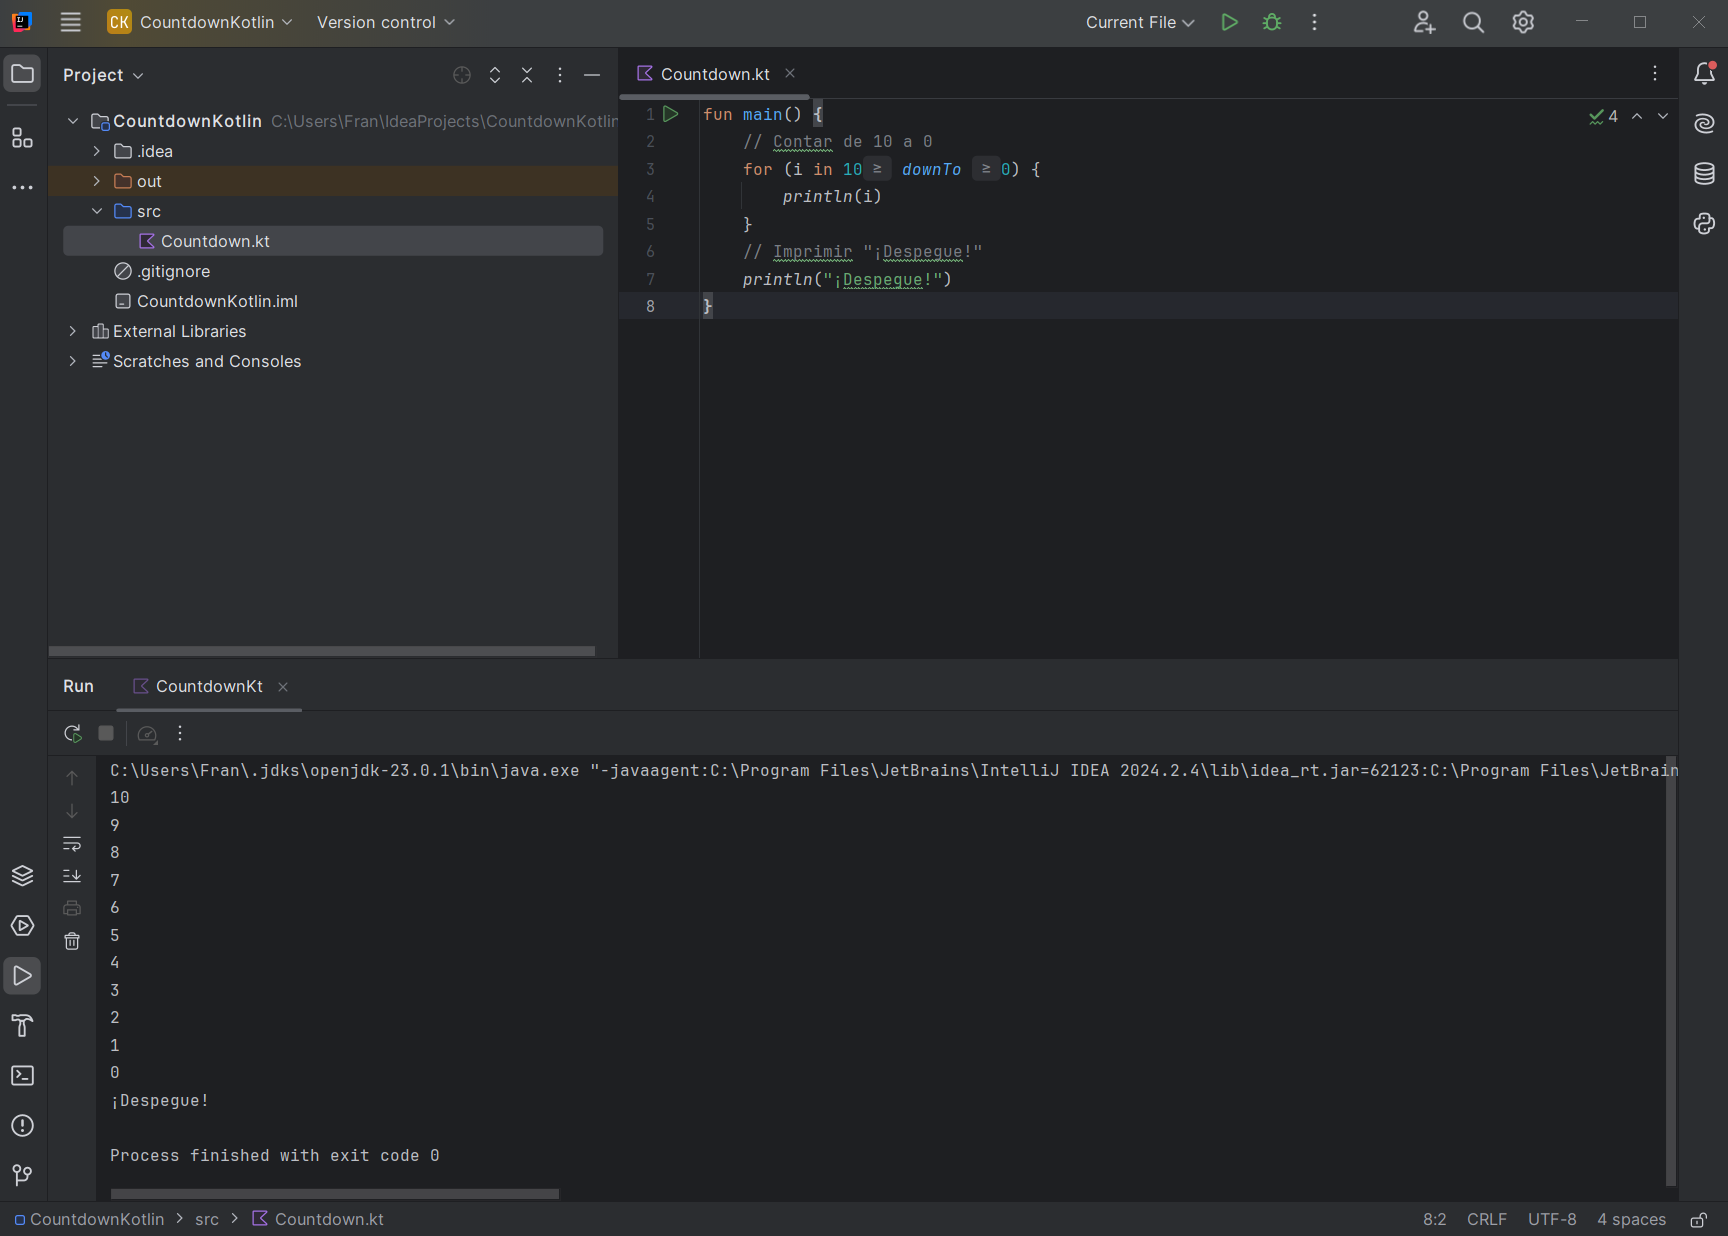 CK CountdownKotlin Version control Current File
Project
Countdown.kt
CountdownKotlin C:\Users\Fran\IdeaProjects\CountdownKotlin
.idea
out
src
Countdown.kt
.gitignore
CountdownKotlin.iml
External Libraries
Scratches and Consoles
4
1 fun main() {
2 // Contar de 10 a 0
3 for (i in 10 ≥ downTo ≥ 0) {
4 println(i)
5 }
6 // Imprimir "¡Despegue!"
7 println("¡Despegue!")
8 }
Run CountdownKt
C:\Users\Fran\.jdks\openjdk-23.0.1\bin\java.exe "-javaagent:C:\Program Files\JetBrains\IntelliJ IDEA 2024.2.4\lib\idea_rt.jar=62123:C:\Program Files\JetBrain
10
9
8
7
6
5
4
3
2
1
0
¡Despegue!
Process finished with exit code 0
CountdownKotlin > src > Countdown.kt 8:2 CRLF UTF-8 4 spaces